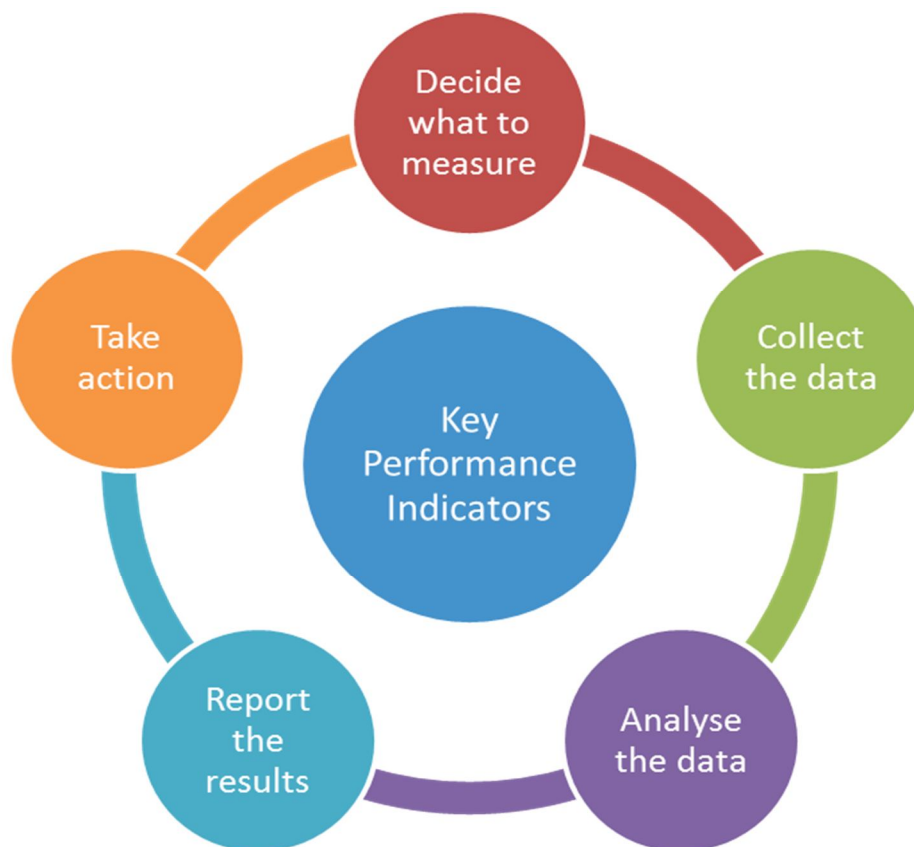 Decide
what to
measure
Collect
the data
Analyse
the data
Report
the
results
Take
action
Key
Performance
Indicators